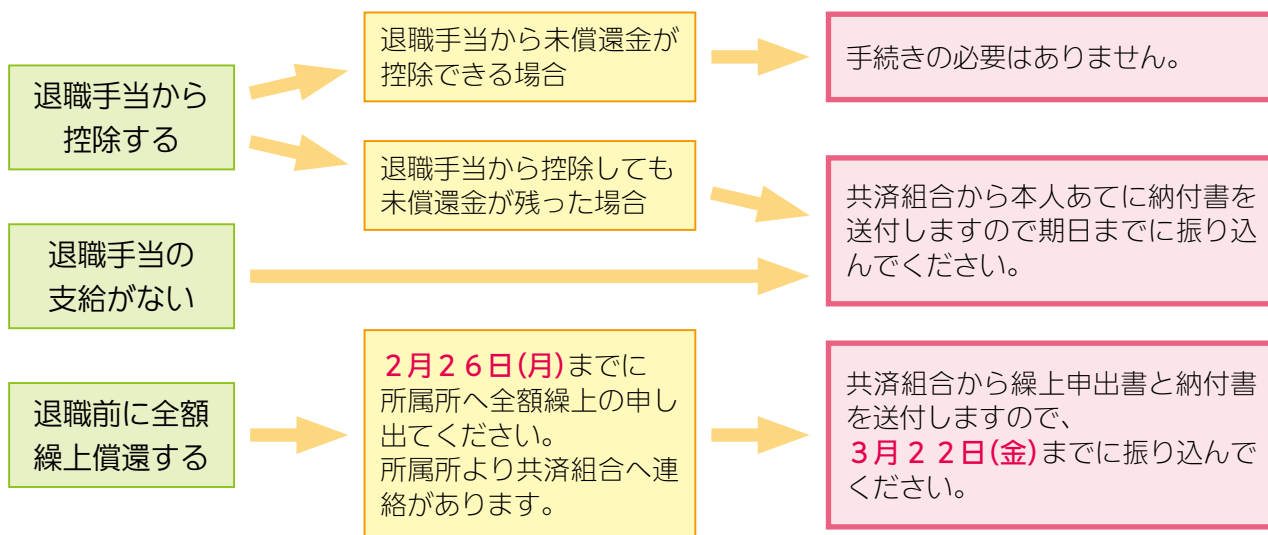 退職手当から
控除する
退職手当から未償還金が
控除できる場合
手続きの必要はありません。
退職手当から控除しても
未償還金が残った場合
共済組合から本人あてに納付書を
送付しますので期日までに振り込
んでください。
退職手当の
支給がない
退職前に全額
繰上償還する
２月２６日(月)までに
所属所へ全額繰上の申し
出てください。
所属所より共済組合へ連
絡があります。
共済組合から繰上申出書と納付書
を送付しますので、
３月２２日(金)までに振り込んで
ください。